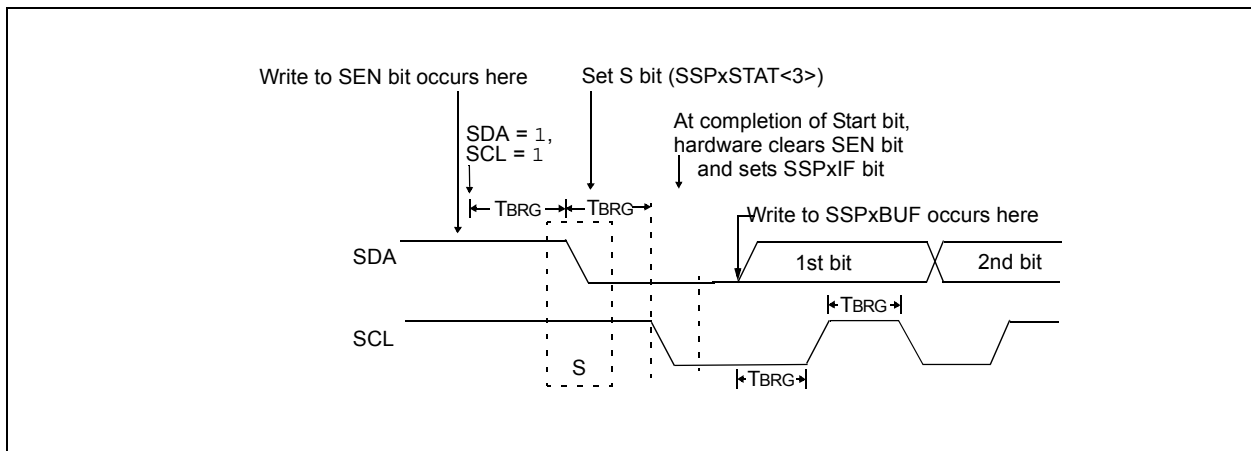 Write to SEN bit occurs here
Set S bit (SSPxSTAT<3>)
SDA = 1,
SCL = 1
At completion of Start bit,
hardware clears SEN bit
and sets SSPxIF bit
TBRG
TBRG
Write to SSPxBUF occurs here
SDA
1st bit
2nd bit
TBRG
SCL
S
TBRG